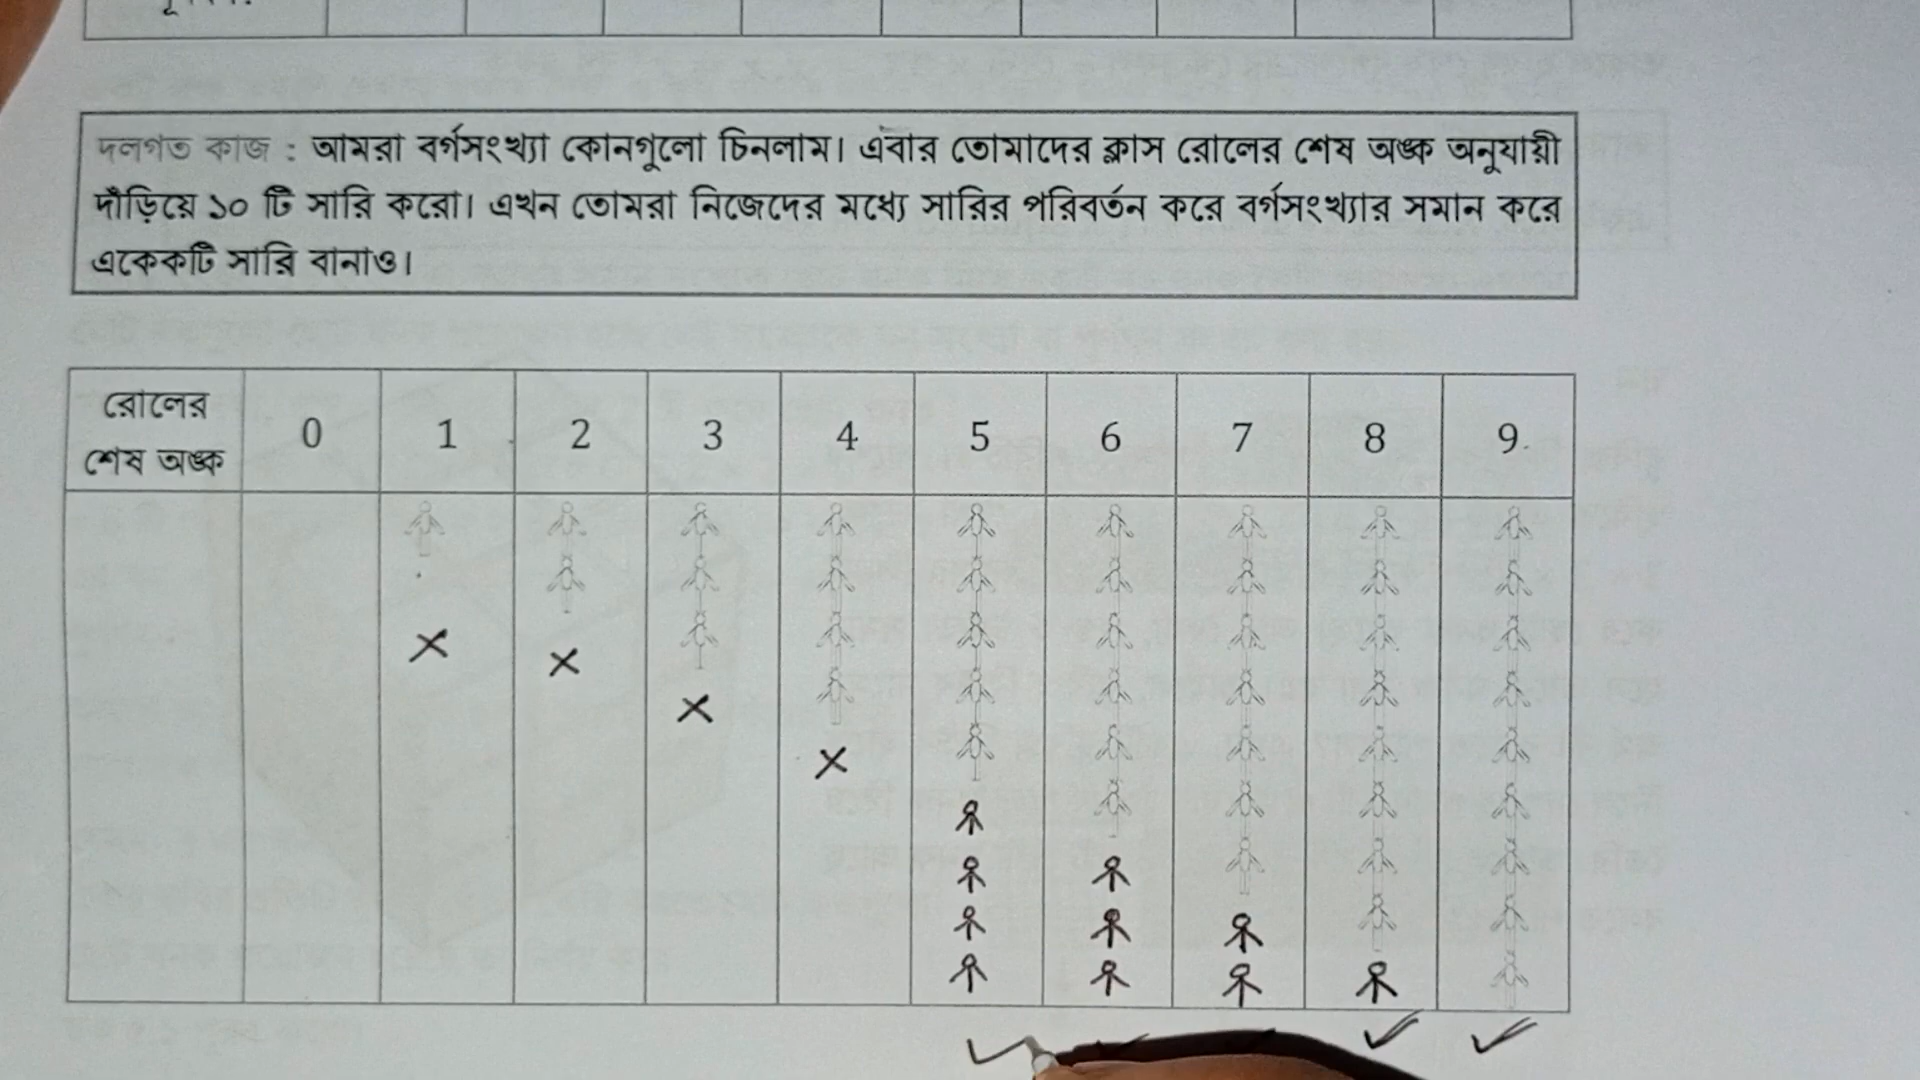 দলগত কাজ : আমরা বর্গসংখ্যা কোনগুলো চিনলাম। এবার তোমাদের ক্লাস রোলের শেষ অঙ্ক অনুযায়ী
দাঁড়িয়ে ১০ টি সারি করো। এখন তোমরা নিজেদের মধ্যে সারির পরিবর্তন করে বর্গসংখ্যার সমান করে
একেকটি সারি বানাও।
রোলের
শেষ অঙ্ক 0 1 2 3 4 5 6 7 8 9